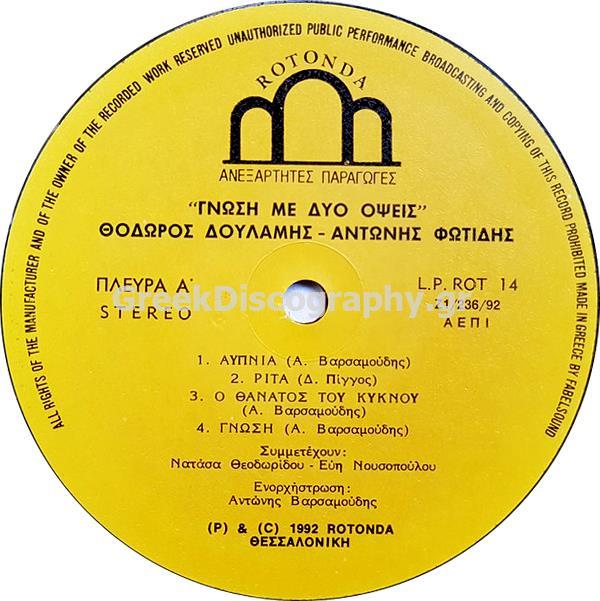 ALL RIGHTS OF THE MANUFACTURER AND OF THE OWNER OF THE RECORDED WORK RESERVED UNAUTHORIZED PUBLIC PERFORMANCE BROADCASTING AND COPYING OF THIS RECORD PROHIBITED MADE IN GREECE BY FABELSOUND
ROTONDA
ΑΝΕΞΑΡΤΗΤΕΣ ΠΑΡΑΓΩΓΕΣ
"ΓΝΩΣΗ ΜΕ ΔΥΟ ΟΨΕΙΣ"
ΘΟΔΩΡΟΣ ΔΟΥΛΑΜΗΣ - ΑΝΤΩΝΗΣ ΦΩΤΙΔΗΣ
ΠΛΕΥΡΑ Α΄
STEREO
L.P. ROT 14
Z1/236/92
ΑΕΠΙ
GreekDiscography.gr
1. ΑΥΠΝΙΑ (Α. Βαρσαμούδης)
2. ΡΙΤΑ (Δ. Πίγγος)
3. Ο ΘΑΝΑΤΟΣ ΤΟΥ ΚΥΚΝΟΥ
(Α. Βαρσαμούδης)
4. ΓΝΩΣΗ (Α. Βαρσαμούδης)
Συμμετέχουν:
Νατάσα Θεοδωρίδου - Εύη Νουσοπούλου
Ενορχήστρωση:
Αντώνης Βαρσαμούδης
(P) & (C) 1992 ROTONDA
ΘΕΣΣΑΛΟΝΙΚΗ